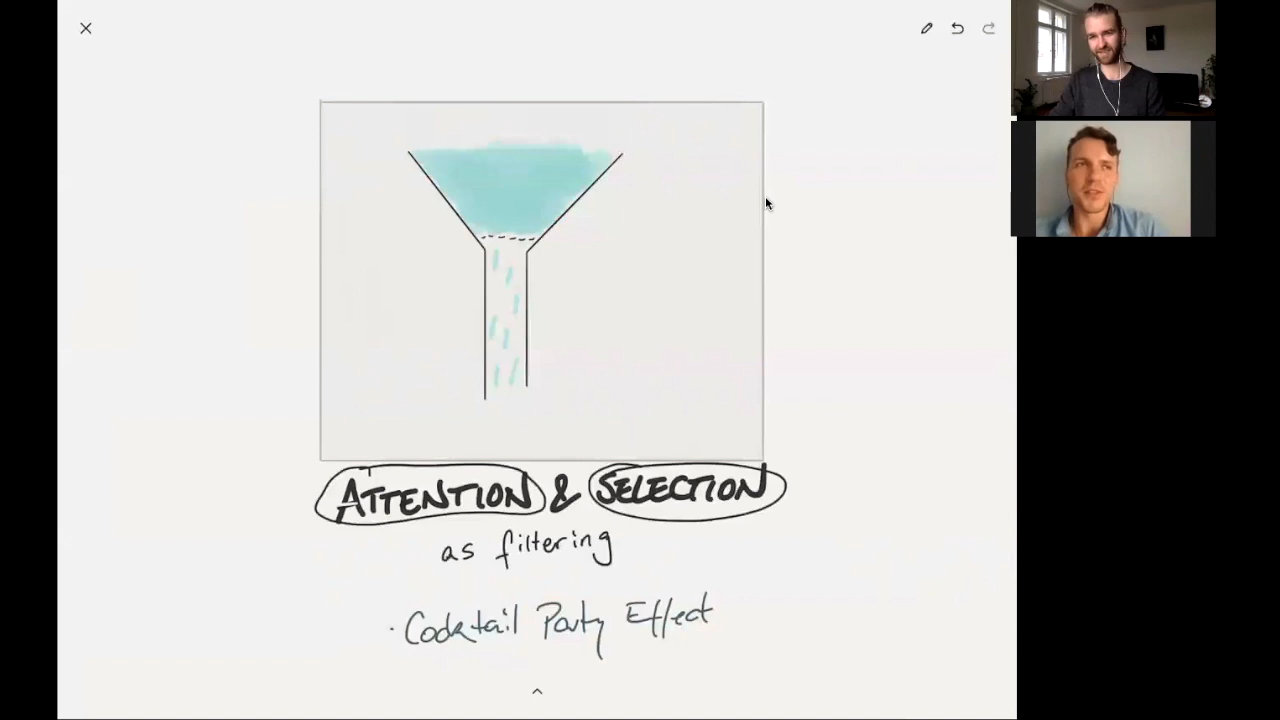 ATTENTION & SELECTION
as filtering
· Cocktail Party Effect